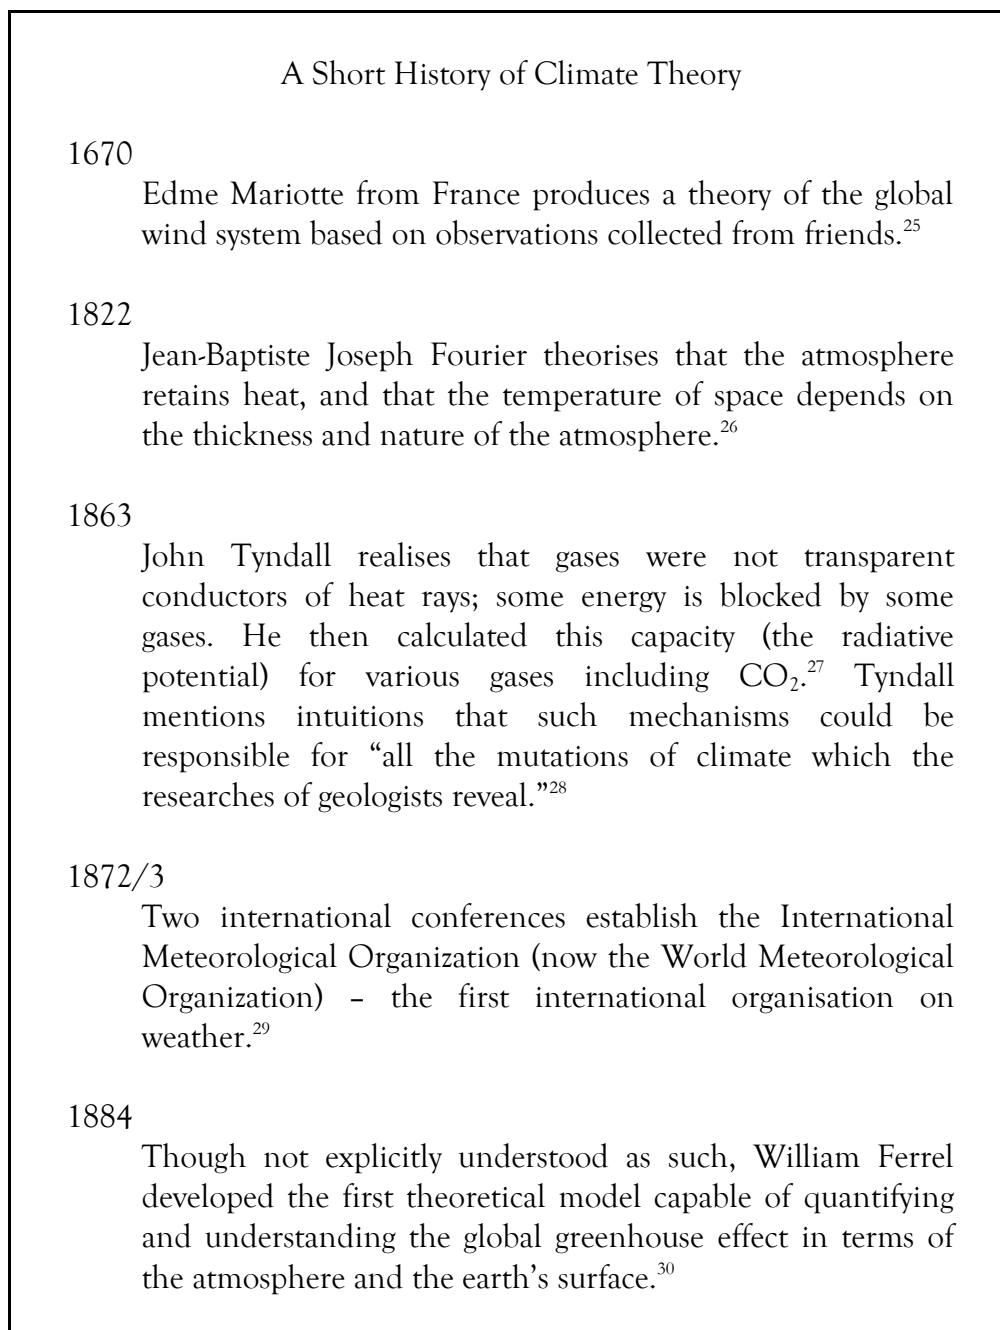 A Short History of Climate Theory
1670
Edme Mariotte from France produces a theory of the global
wind system based on observations collected from friends.25
1822
Jean-Baptiste Joseph Fourier theorises that the atmosphere
retains heat, and that the temperature of space depends on
the thickness and nature of the atmosphere.26
1863
John Tyndall realises that gases were not transparent
conductors of heat rays; some energy is blocked by some
gases. He then calculated this capacity (the radiative
potential) for various gases including CO2.27 Tyndall
mentions intuitions that such mechanisms could be
responsible for “all the mutations of climate which the
researches of geologists reveal.”28
1872/3
Two international conferences establish the International
Meteorological Organization (now the World Meteorological
Organization) – the first international organisation on
weather.29
1884
Though not explicitly understood as such, William Ferrel
developed the first theoretical model capable of quantifying
and understanding the global greenhouse effect in terms of
the atmosphere and the earth’s surface.30